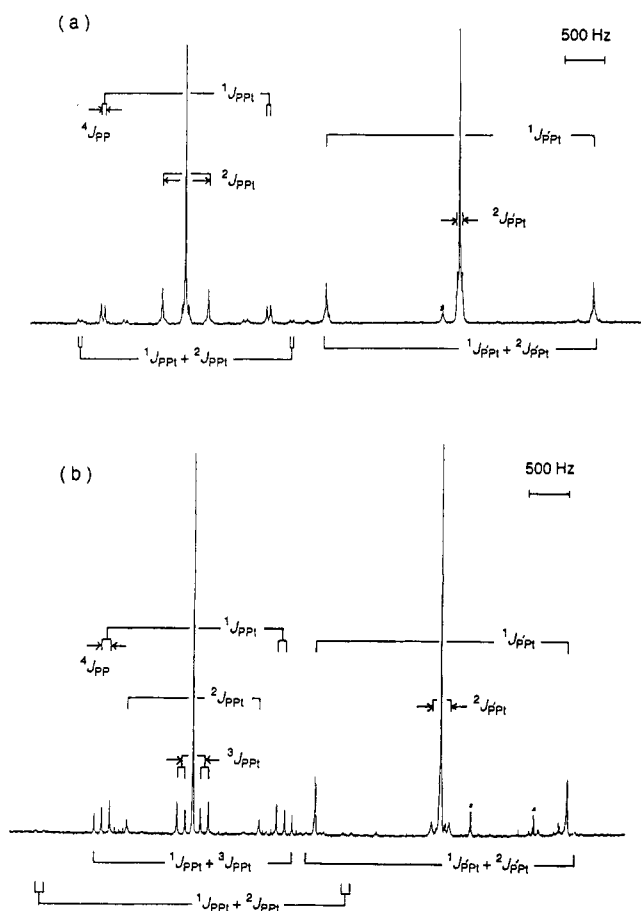 (a)
500 Hz
¹JPPt
⁴JPP
¹JP'Pt
²JPPt
²JP'Pt
*
¹JPPt + ²JPPt
¹JP'Pt + ²JP'Pt
(b)
500 Hz
¹JPPt
⁴JPP
¹JP'Pt
²JPPt
²JP'Pt
³JPPt
*
*
¹JPPt + ³JPPt
¹JP'Pt + ²JP'Pt
¹JPPt + ²JPPt